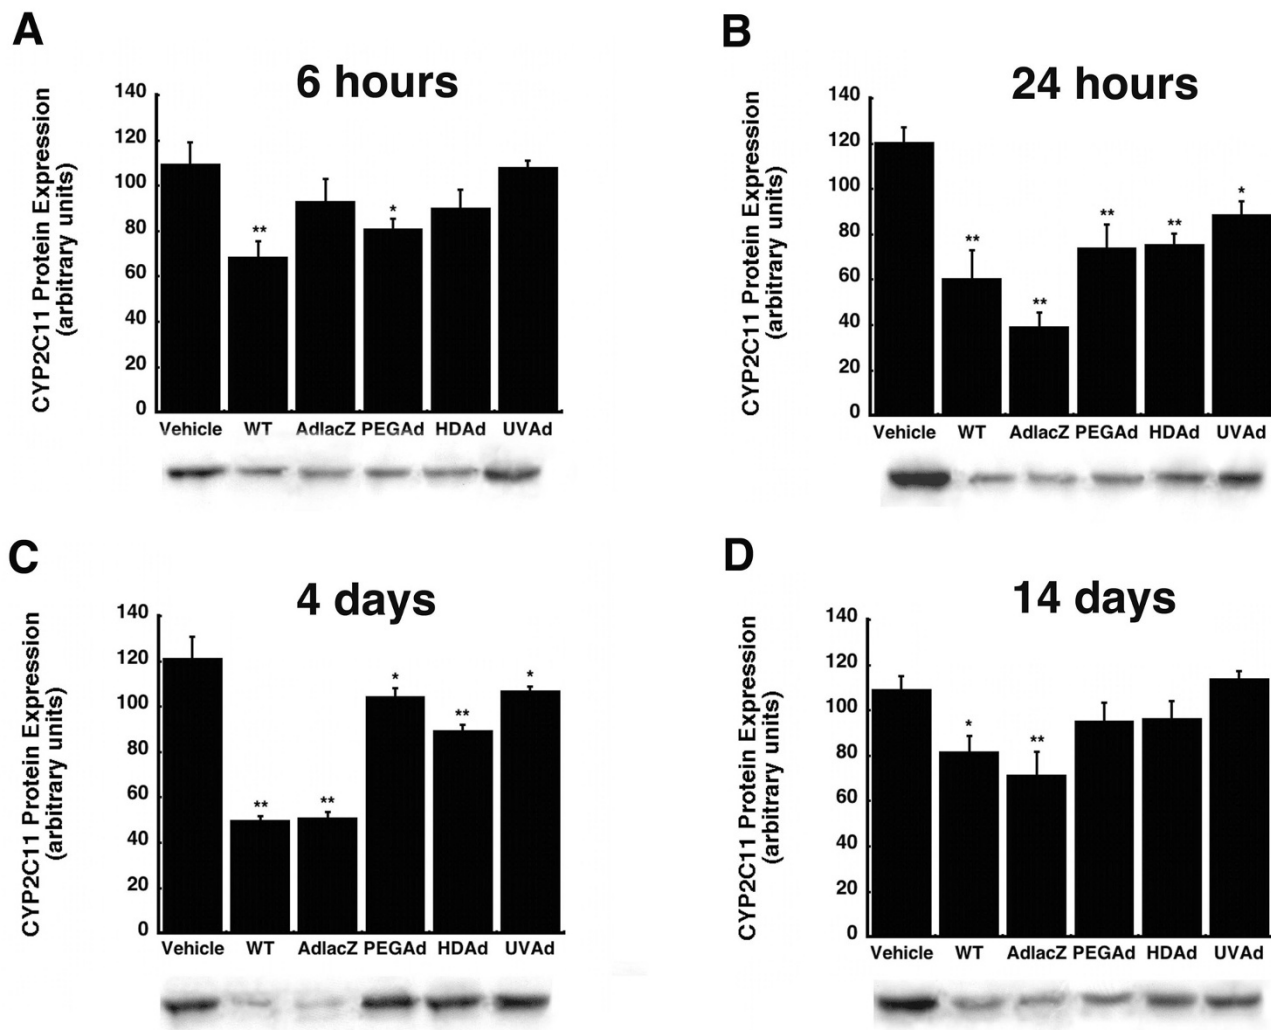 A
6 hours
CYP2C11 Protein Expression
(arbitrary units)
140
120
100
80
60
40
20
0
**
*
Vehicle WT AdlacZ PEGAd HDAd UVAd
B
24 hours
CYP2C11 Protein Expression
(arbitrary units)
140
120
100
80
60
40
20
0
** ** ** ** *
Vehicle WT AdlacZ PEGAd HDAd UVAd
C
4 days
CYP2C11 Protein Expression
(arbitrary units)
140
120
100
80
60
40
20
0
** ** * ** *
Vehicle WT AdlacZ PEGAd HDAd UVAd
D
14 days
CYP2C11 Protein Expression
(arbitrary units)
140
120
100
80
60
40
20
0
* **
Vehicle WT AdlacZ PEGAd HDAd UVAd